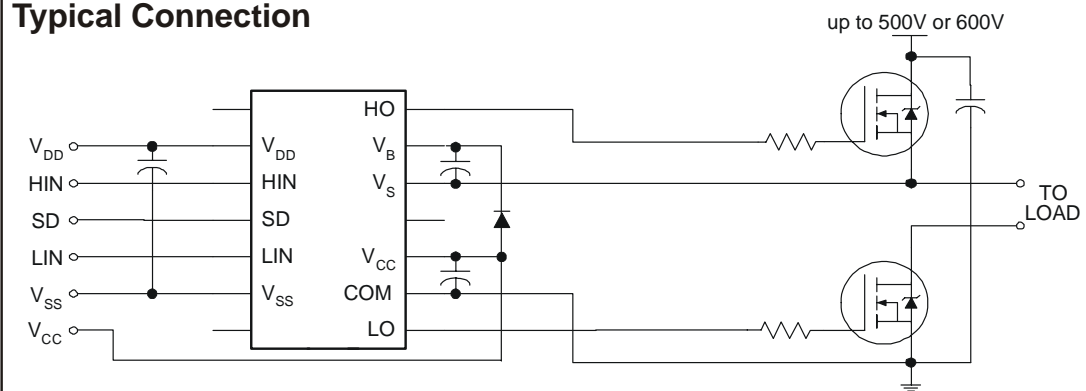 Typical Connection
up to 500V or 600V
HO
V_DD V_DD V_B
HIN HIN V_S
SD SD
LIN LIN V_CC
V_SS V_SS COM
V_CC LO
TO
LOAD